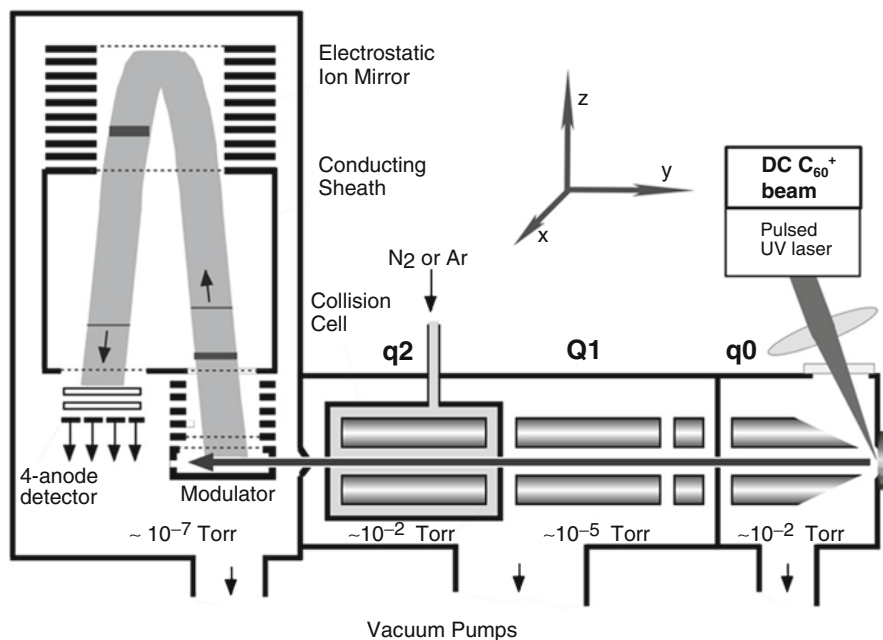 Electrostatic
Ion Mirror
Conducting
Sheath
z
y
x
DC C₆₀⁺
beam
Pulsed
UV laser
N₂ or Ar
Collision
Cell
q2
Q1
q0
4-anode
detector
Modulator
~ 10⁻⁷ Torr
~10⁻² Torr
~10⁻⁵ Torr
~10⁻² Torr
Vacuum Pumps